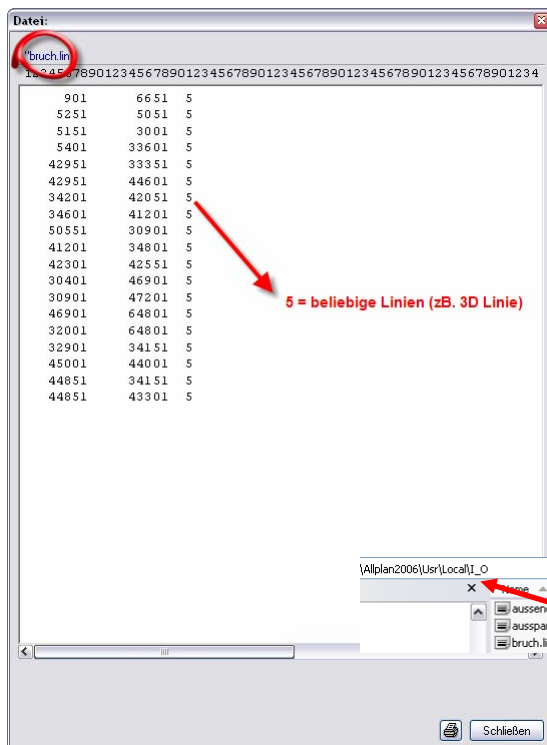 Datei:
"bruch.lin
1234567890123456789012345678901234567890123456789012345678901234
901 6651 5
5251 5051 5
5151 3001 5
5401 33601 5
42951 33351 5
42951 44601 5
34201 42051 5
34601 41201 5
50551 30901 5
41201 34801 5
42301 42551 5
30401 46901 5
30901 47201 5
46901 64801 5
32001 64801 5
32901 34151 5
45001 44001 5
44851 34151 5
44851 43301 5
5 = beliebige Linien (zB. 3D Linie)
\Allplan2006\Usr\Local\I_O
Name
aussen
ausspar
bruch.li
Schließen